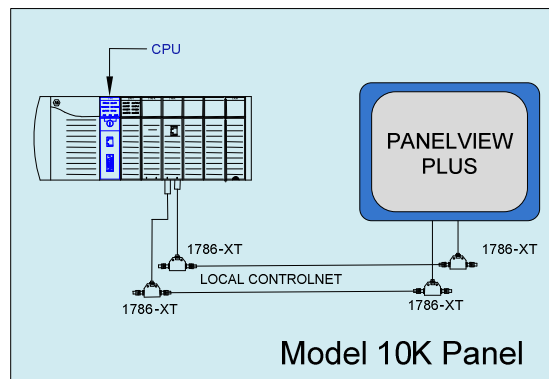 CPU
PANELVIEW
PLUS
1786-XT
1786-XT
LOCAL CONTROLNET
1786-XT
1786-XT
Model 10K Panel